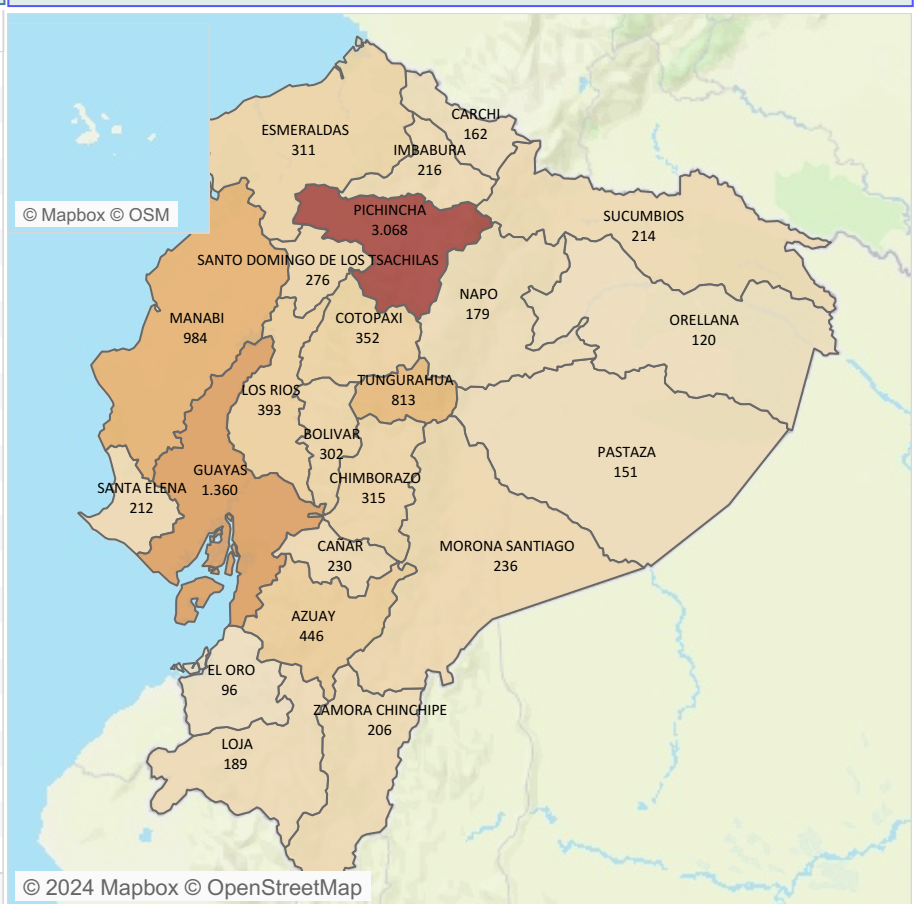 CARCHI
162
ESMERALDAS
311
IMBABURA
216
© Mapbox © OSM
PICHINCHA
3.068
SUCUMBIOS
214
SANTO DOMINGO DE LOS TSACHILAS
276
NAPO
179
MANABI
984
COTOPAXI
352
ORELLANA
120
TUNGURAHUA
813
LOS RIOS
393
BOLIVAR
302
PASTAZA
151
GUAYAS
1.360
CHIMBORAZO
315
SANTA ELENA
212
CAÑAR
230
MORONA SANTIAGO
236
AZUAY
446
EL ORO
96
ZAMORA CHINCHIPE
206
LOJA
189
© 2024 Mapbox © OpenStreetMap